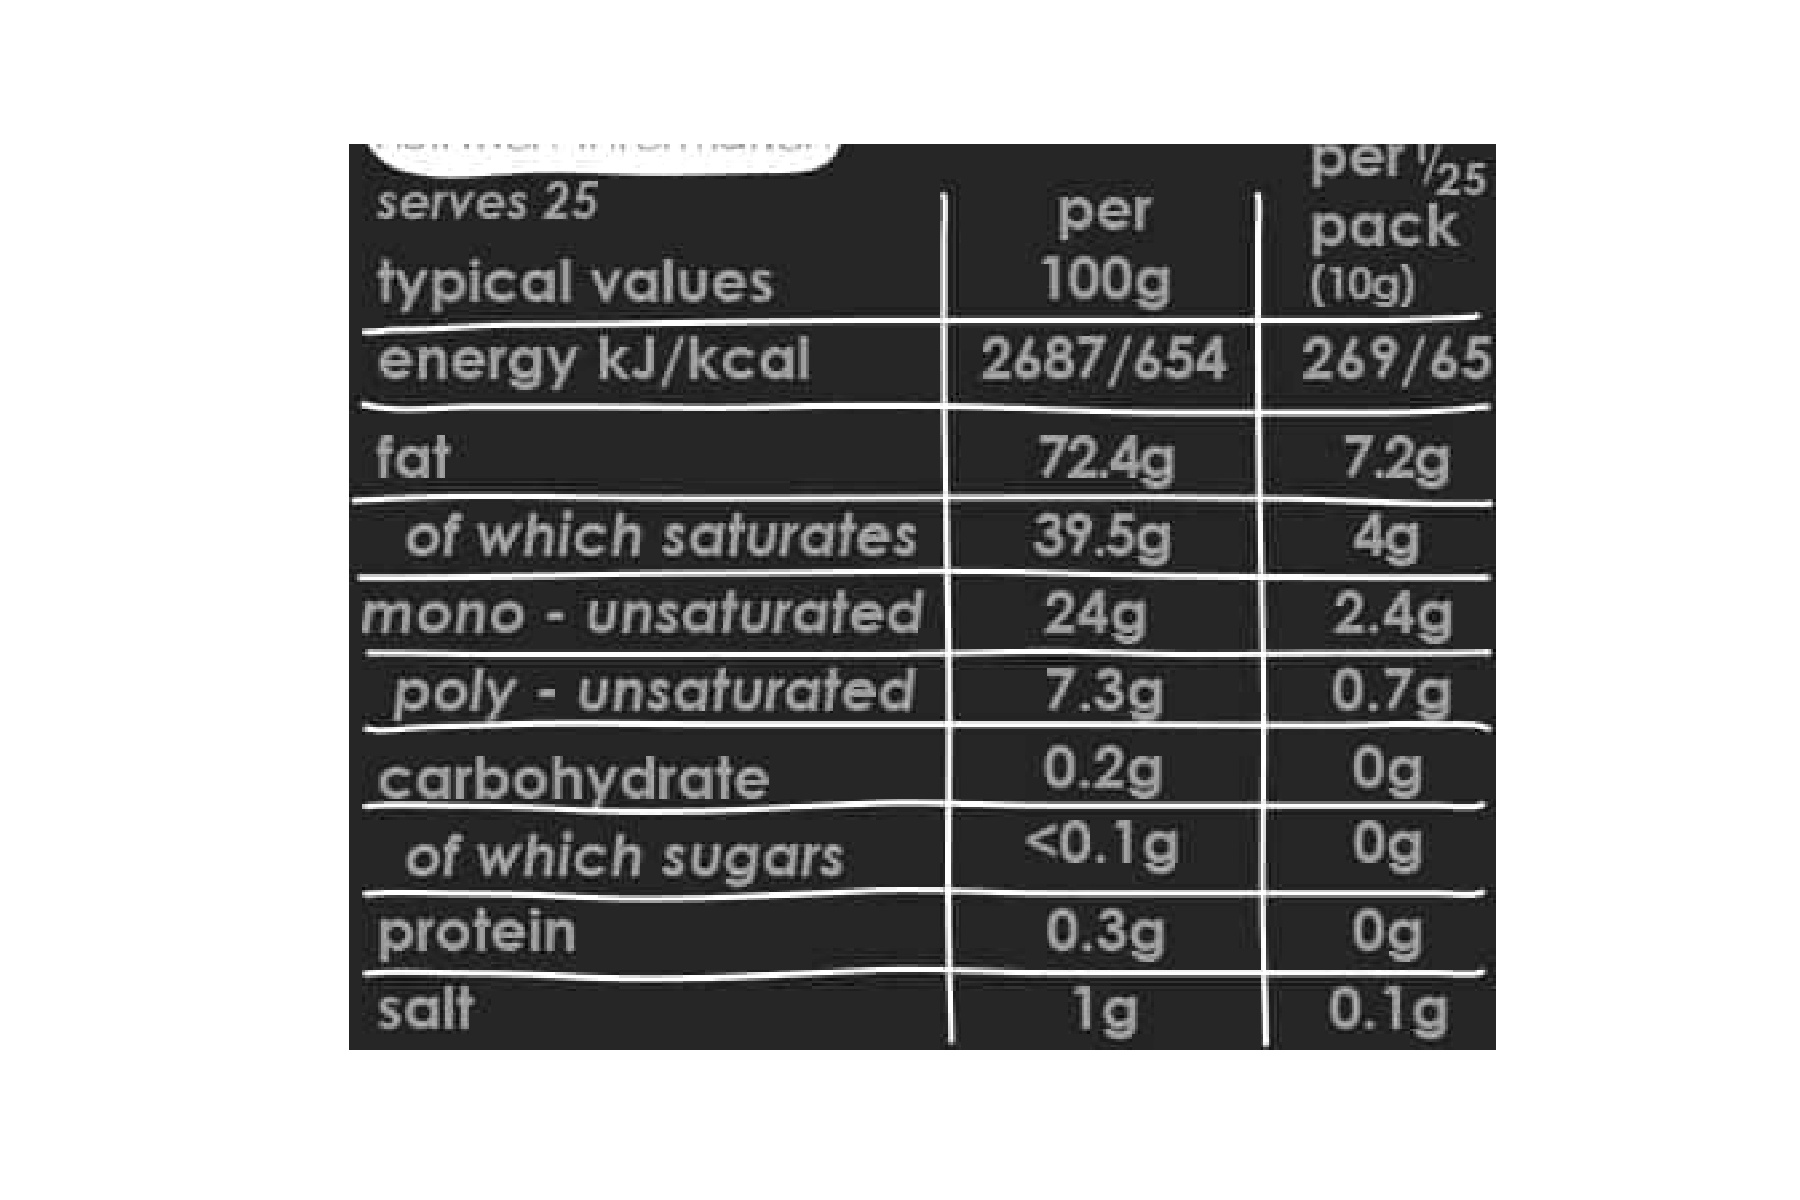 serves 25
typical values per 100g per 1/25 pack (10g)
energy kJ/kcal 2687/654 269/65
fat 72.4g 7.2g
of which saturates 39.5g 4g
mono - unsaturated 24g 2.4g
poly - unsaturated 7.3g 0.7g
carbohydrate 0.2g 0g
of which sugars <0.1g 0g
protein 0.3g 0g
salt 1g 0.1g